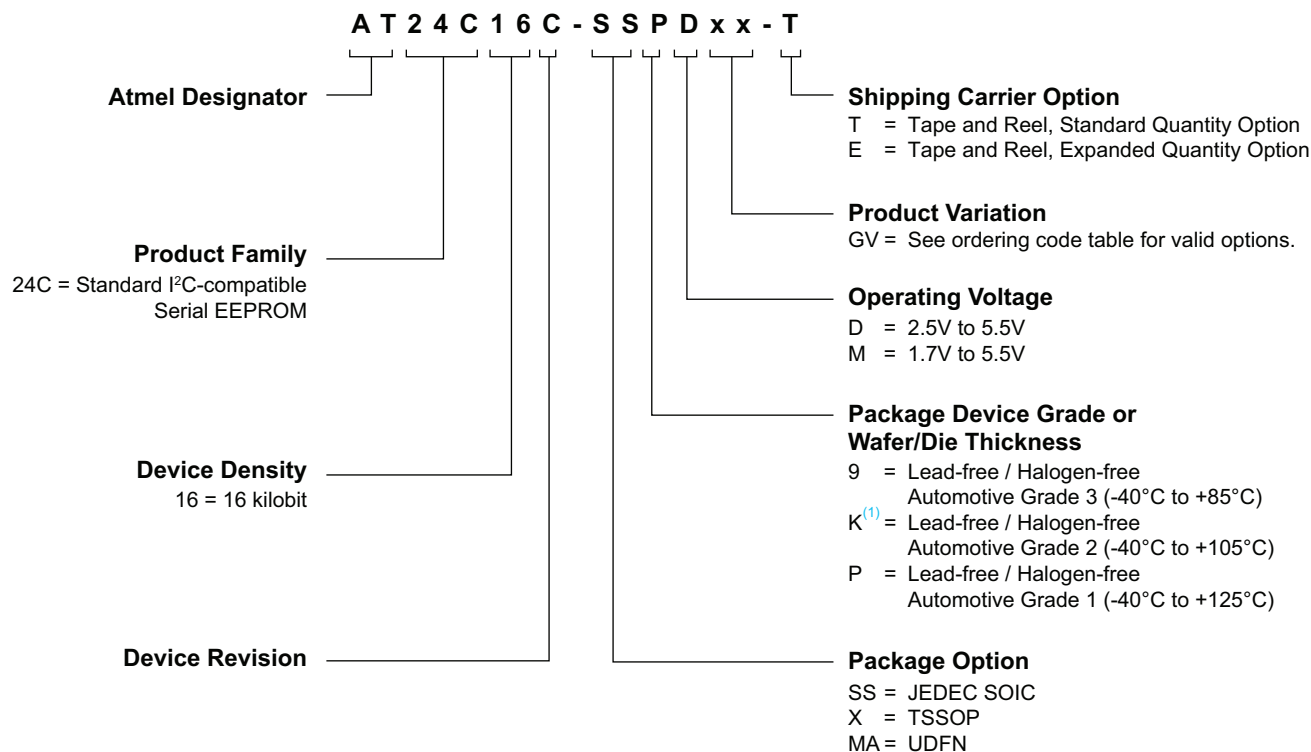 AT24C16C-SSPDxx-T
Atmel Designator
Product Family
24C = Standard I²C-compatible
Serial EEPROM
Device Density
16 = 16 kilobit
Device Revision
Shipping Carrier Option
T = Tape and Reel, Standard Quantity Option
E = Tape and Reel, Expanded Quantity Option
Product Variation
GV = See ordering code table for valid options.
Operating Voltage
D = 2.5V to 5.5V
M = 1.7V to 5.5V
Package Device Grade or
Wafer/Die Thickness
9 = Lead-free / Halogen-free
Automotive Grade 3 (-40°C to +85°C)
K(1) = Lead-free / Halogen-free
Automotive Grade 2 (-40°C to +105°C)
P = Lead-free / Halogen-free
Automotive Grade 1 (-40°C to +125°C)
Package Option
SS = JEDEC SOIC
X = TSSOP
MA = UDFN